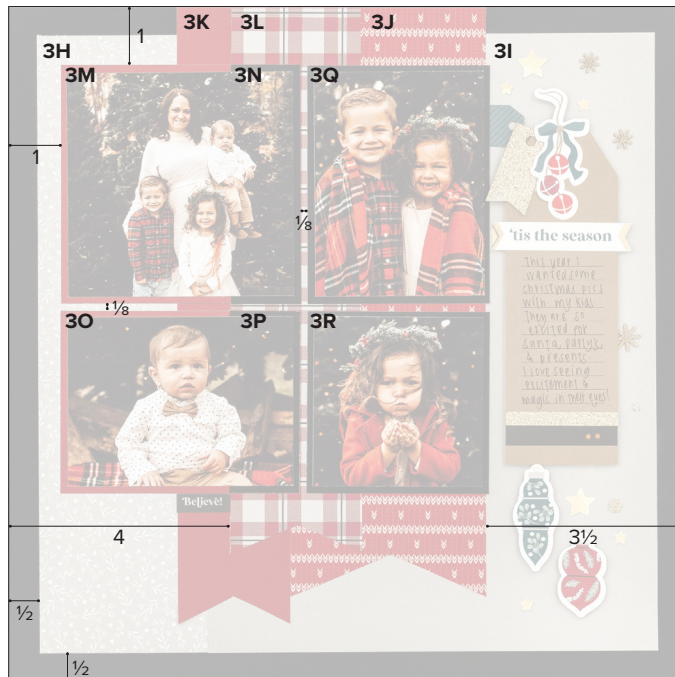 3K
3L
3J
3H
1
3I
3M
3N
3Q
1
⅛
'tis the season
This year I
wanted some
christmas pics
with my kids
They are so
excited for
santa, partys,
& presents.
I love seeing
excitement &
magic in their eyes!
⅛
3O
3P
3R
Believe!
4
3½
½
½